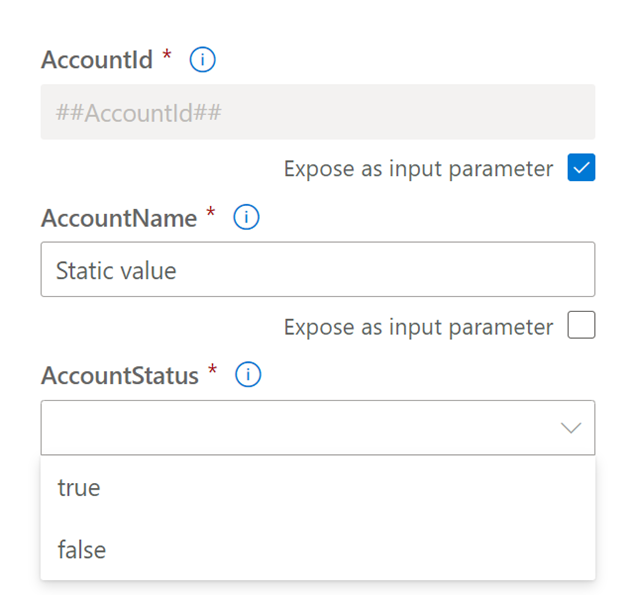 AccountId *
##AccountId##
Expose as input parameter
AccountName *
Static value
Expose as input parameter
AccountStatus *
true
false